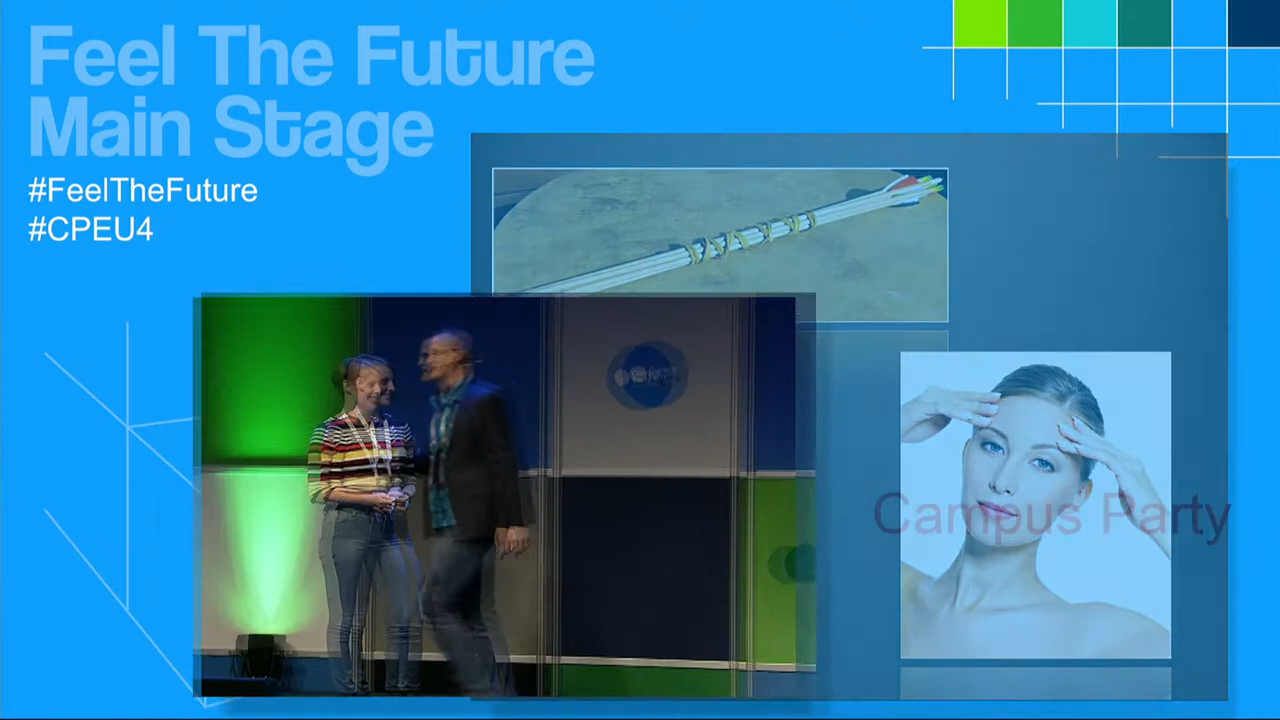 Feel The Future
Main Stage
#FeelTheFuture
#CPEU4
Campus Party